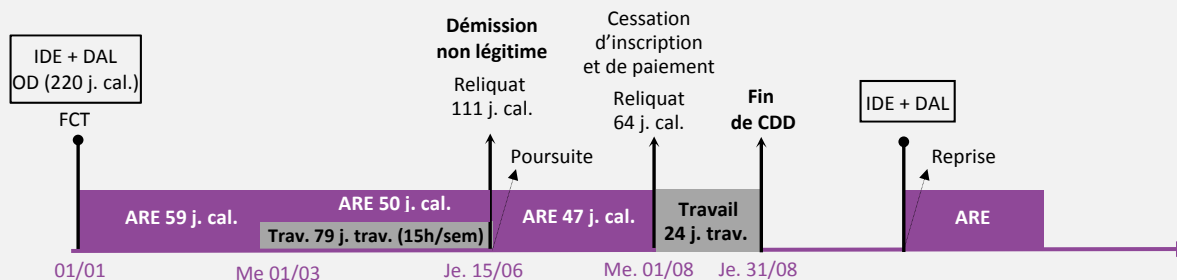 IDE + DAL
OD (220 j. cal.)
FCT
Démission
non légitime
Reliquat
111 j. cal.
Poursuite
Cessation
d'inscription
et de paiement
Reliquat
64 j. cal.
Fin
de CDD
IDE + DAL
Reprise
ARE 59 j. cal.
ARE 50 j. cal.
Trav. 79 j. trav. (15h/sem)
ARE 47 j. cal.
Travail
24 j. trav.
ARE
01/01
Me 01/03
Je. 15/06
Me. 01/08
Je. 31/08